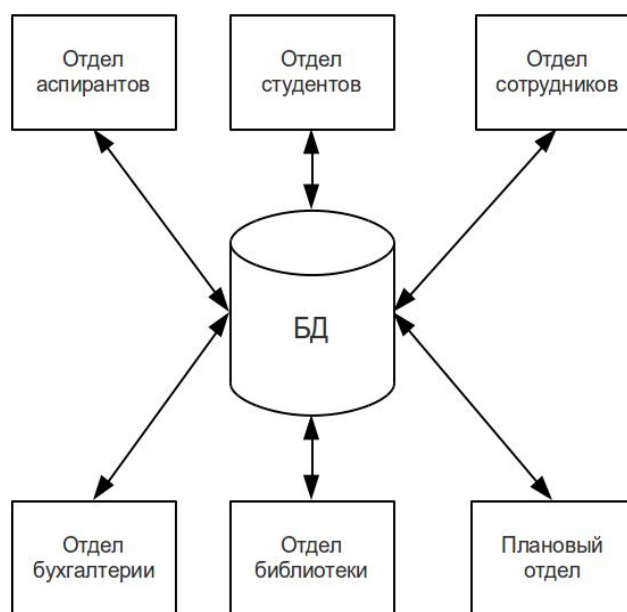 Отдел
аспирантов
Отдел
студентов
Отдел
сотрудников
БД
Отдел
бухгалтерии
Отдел
библиотеки
Плановый
отдел